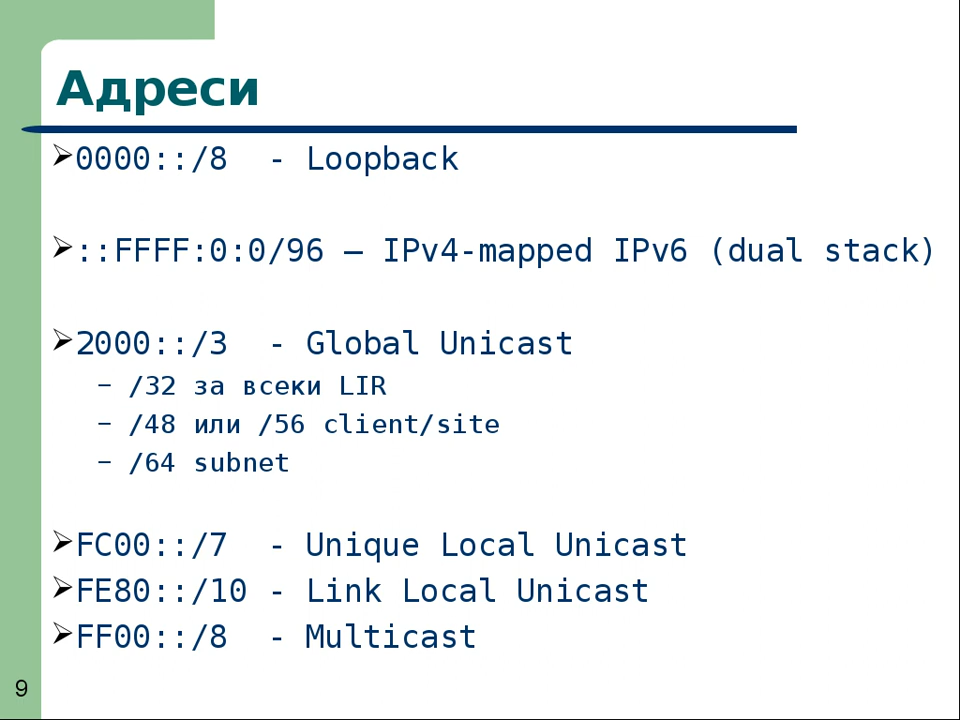 Адреси
➢0000::/8 - Loopback
➢::FFFF:0:0/96 – IPv4-mapped IPv6 (dual stack)
➢2000::/3 - Global Unicast
– /32 за всеки LIR
– /48 или /56 client/site
– /64 subnet
➢FC00::/7 - Unique Local Unicast
➢FE80::/10 - Link Local Unicast
➢FF00::/8 - Multicast
9